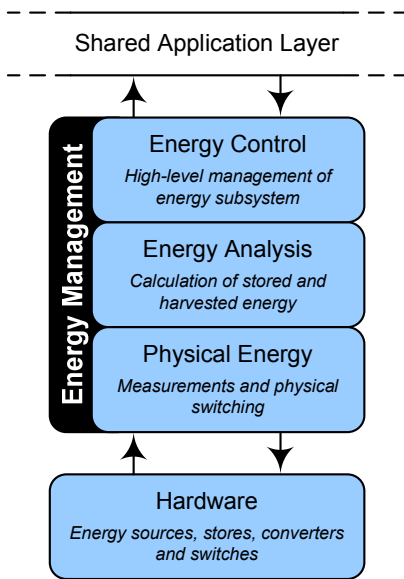 Shared Application Layer
Energy Management
Energy Control
High-level management of
energy subsystem
Energy Analysis
Calculation of stored and
harvested energy
Physical Energy
Measurements and physical
switching
Hardware
Energy sources, stores, converters
and switches